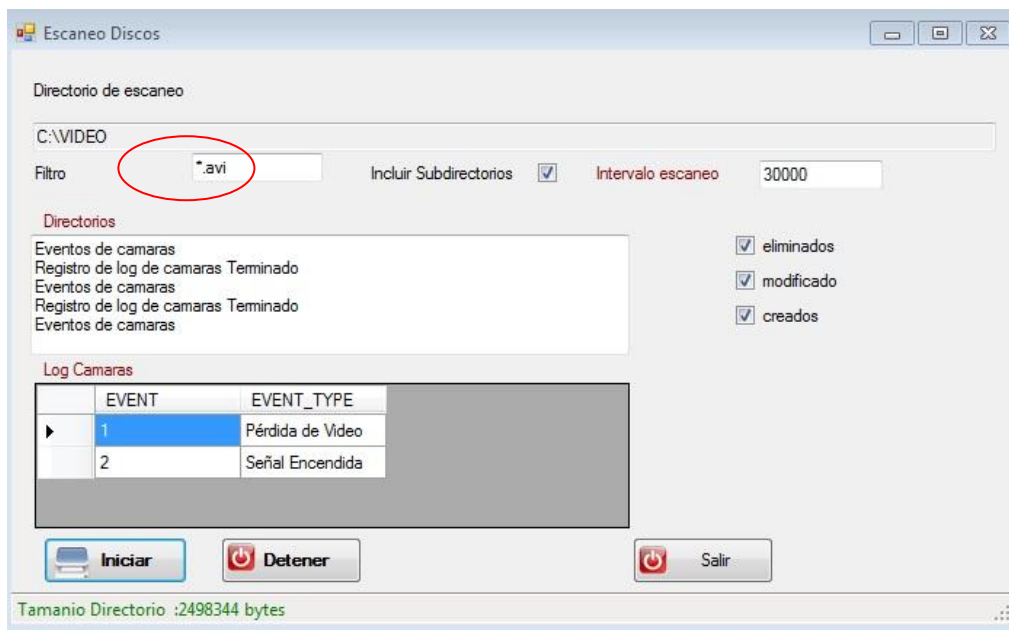 Escaneo Discos
Directorio de escaneo
C:\VIDEO
Filtro *.avi Incluir Subdirectorios Intervalo escaneo 30000
Directorios
Eventos de camaras
Registro de log de camaras Terminado
Eventos de camaras
Registro de log de camaras Terminado
Eventos de camaras
eliminados
modificado
creados
Log Camaras
EVENT EVENT_TYPE
1 Pérdida de Video
2 Señal Encendida
Iniciar Detener Salir
Tamanio Directorio :2498344 bytes